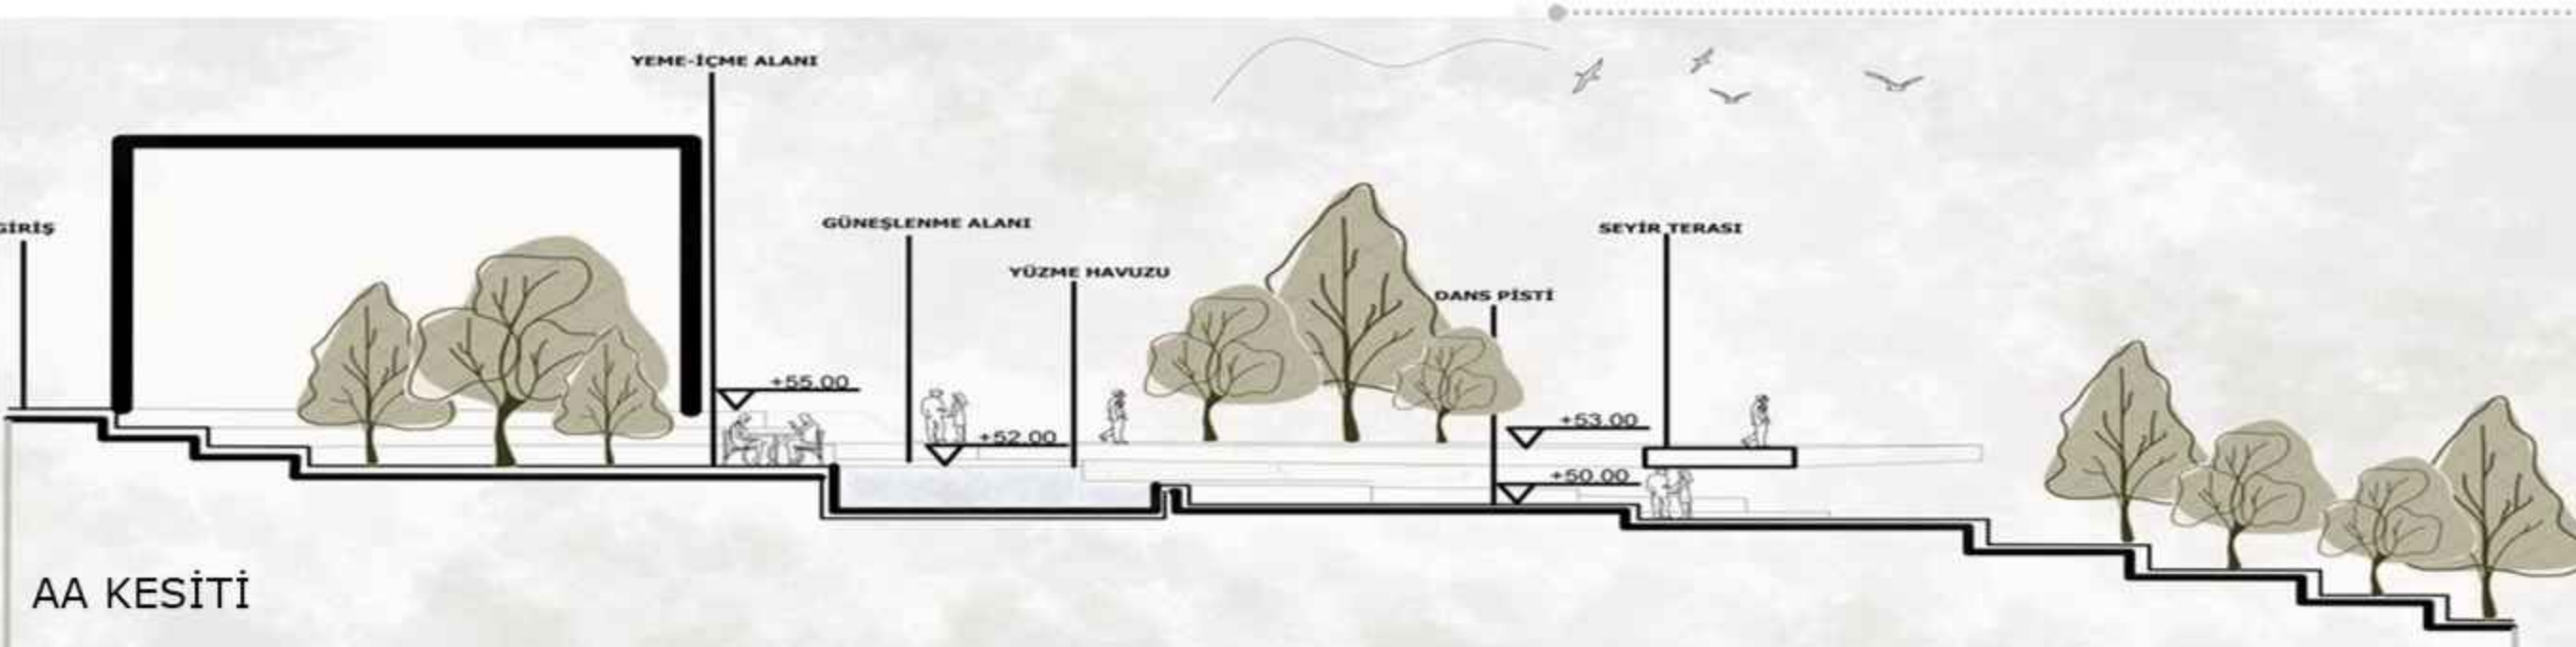 YEME-İÇME ALANI
GİRİŞ
GÜNEŞLENME ALANI
YÜZME HAVUZU
DANS PİSTİ
SEYİR TERASI
+55.00
+52.00
+53.00
+50.00
AA KESİTİ